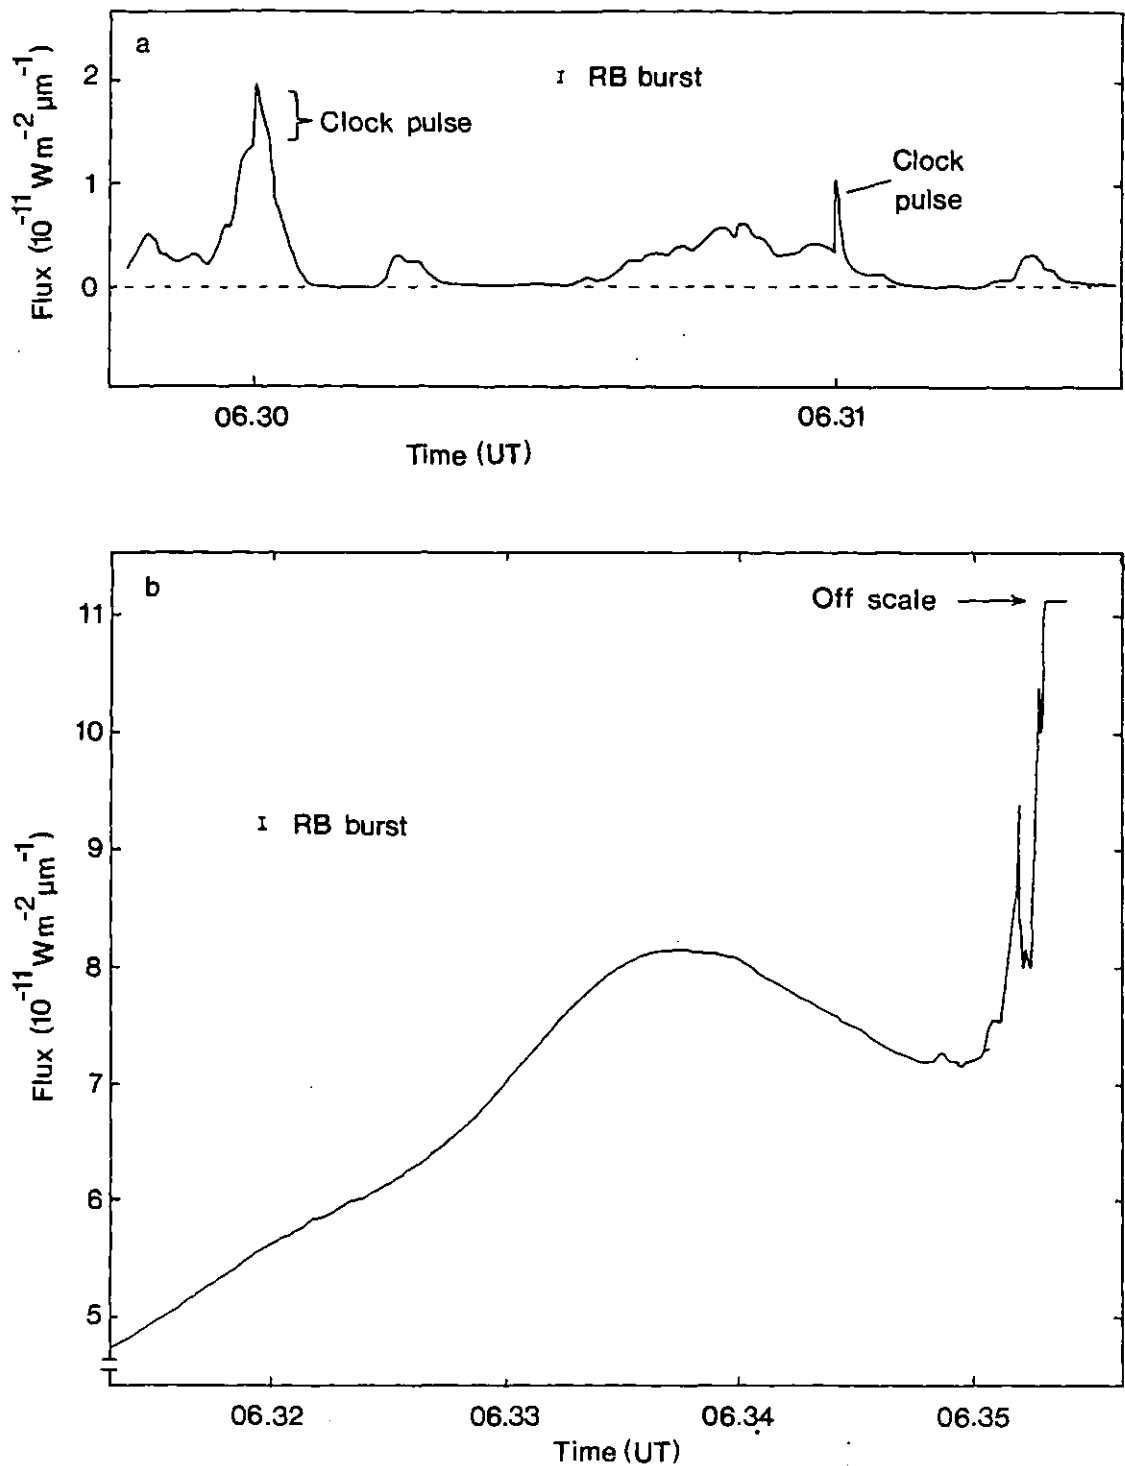 a
RB burst
Clock pulse
Clock
pulse
2
1
0
Flux (10⁻¹¹ Wm⁻² µm⁻¹)
06.30
06.31
Time (UT)
b
Off scale
RB burst
11
10
9
8
7
6
5
Flux (10⁻¹¹ Wm⁻² µm⁻¹)
06.32
06.33
06.34
06.35
Time (UT)